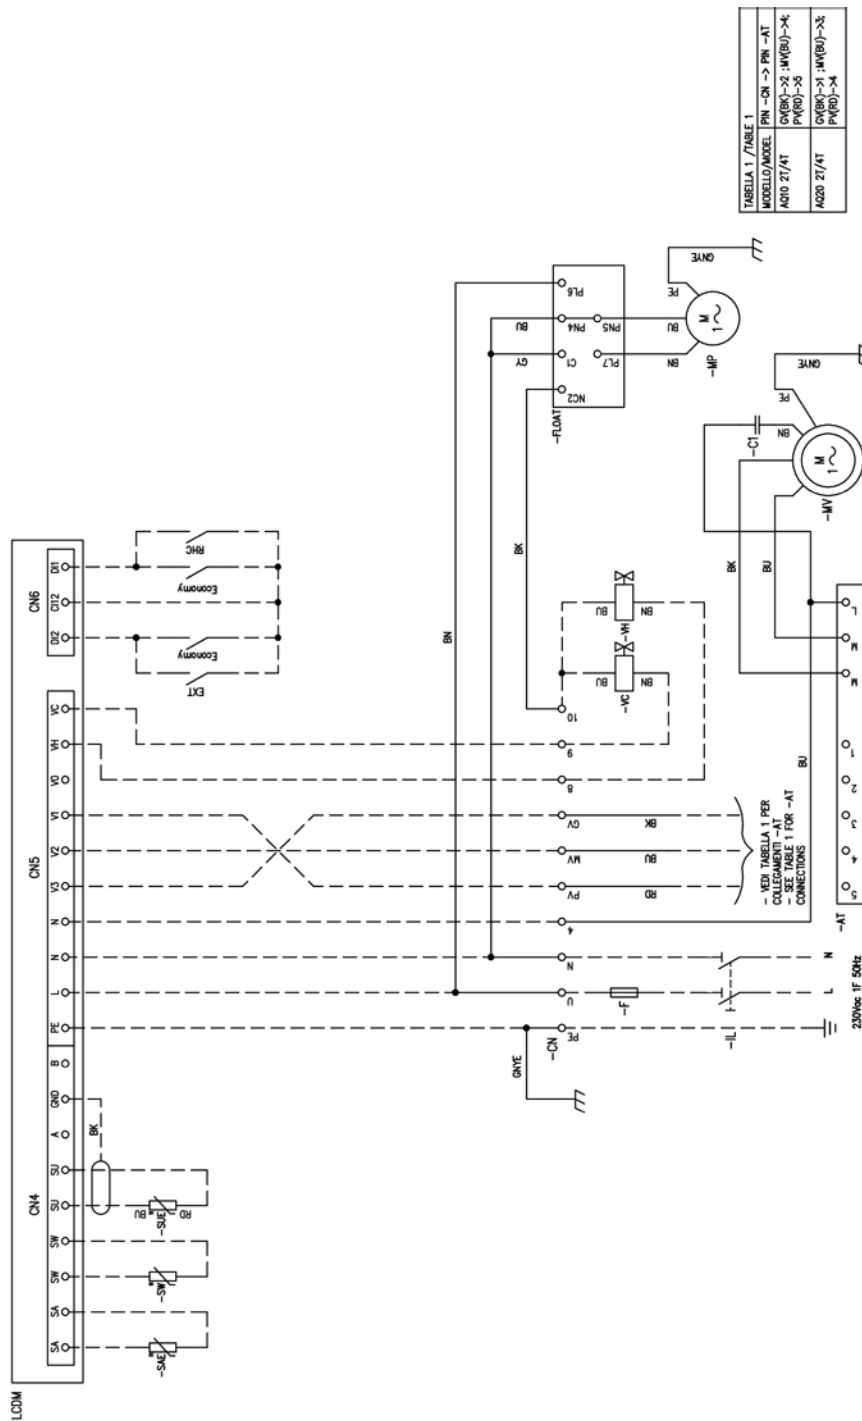 LCDM
CN4
CN5
CN6
SA
SA
SW
SW
SU
SU
A
GND
B
PE
L
N
N
V3
V2
V1
V0
VH
VC
DI2
CI12
DI1
-SAE
-SW
-SUE
BU
RD
BK
EXT
Economy
Economy
RHC
GNYE
BN
BK
BU
GY
-CN
PE
U
N
4
PV
MV
GV
8
9
10
-F
-IL
L
N
230Vac 1F 50Hz
RD
BU
BK
- VEDI TABELLA 1 PER
COLLEGAMENTI -AT
- SEE TABLE 1 FOR -AT
CONNECTIONS
-VC
BU
BN
-VH
BU
BN
-FLOAT
NC2
C1
PN4
PL6
PL7
PN5
BN
BU
PE
GNYE
-MP
M
1
BU
BK
BU
-C1
BN
PE
GNYE
-MV
M
1
-AT
5
4
3
2
1
M
M
L
TABELLA 1 /TABLE 1
MODELLO/MODEL PIN -CN -> PIN -AT
AQ10 2T/4T GV(BK)->2 ;MV(BU)->4;
PV(RD)->5
AQ20 2T/4T GV(BK)->1 ;MV(BU)->3;
PV(RD)->4